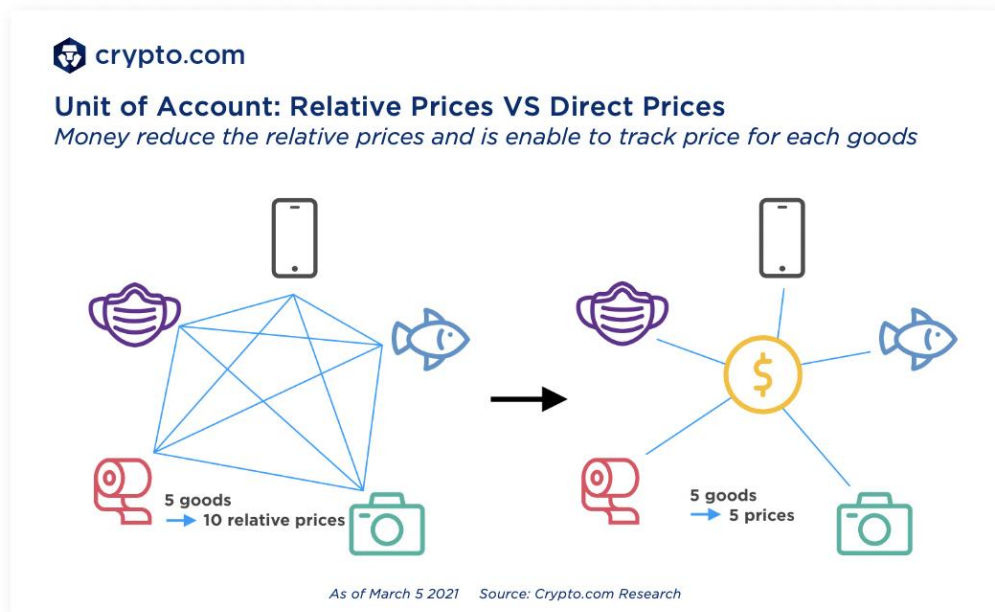 crypto.com
Unit of Account: Relative Prices VS Direct Prices
Money reduce the relative prices and is enable to track price for each goods
$
5 goods
10 relative prices
5 goods
5 prices
As of March 5 2021 Source: Crypto.com Research